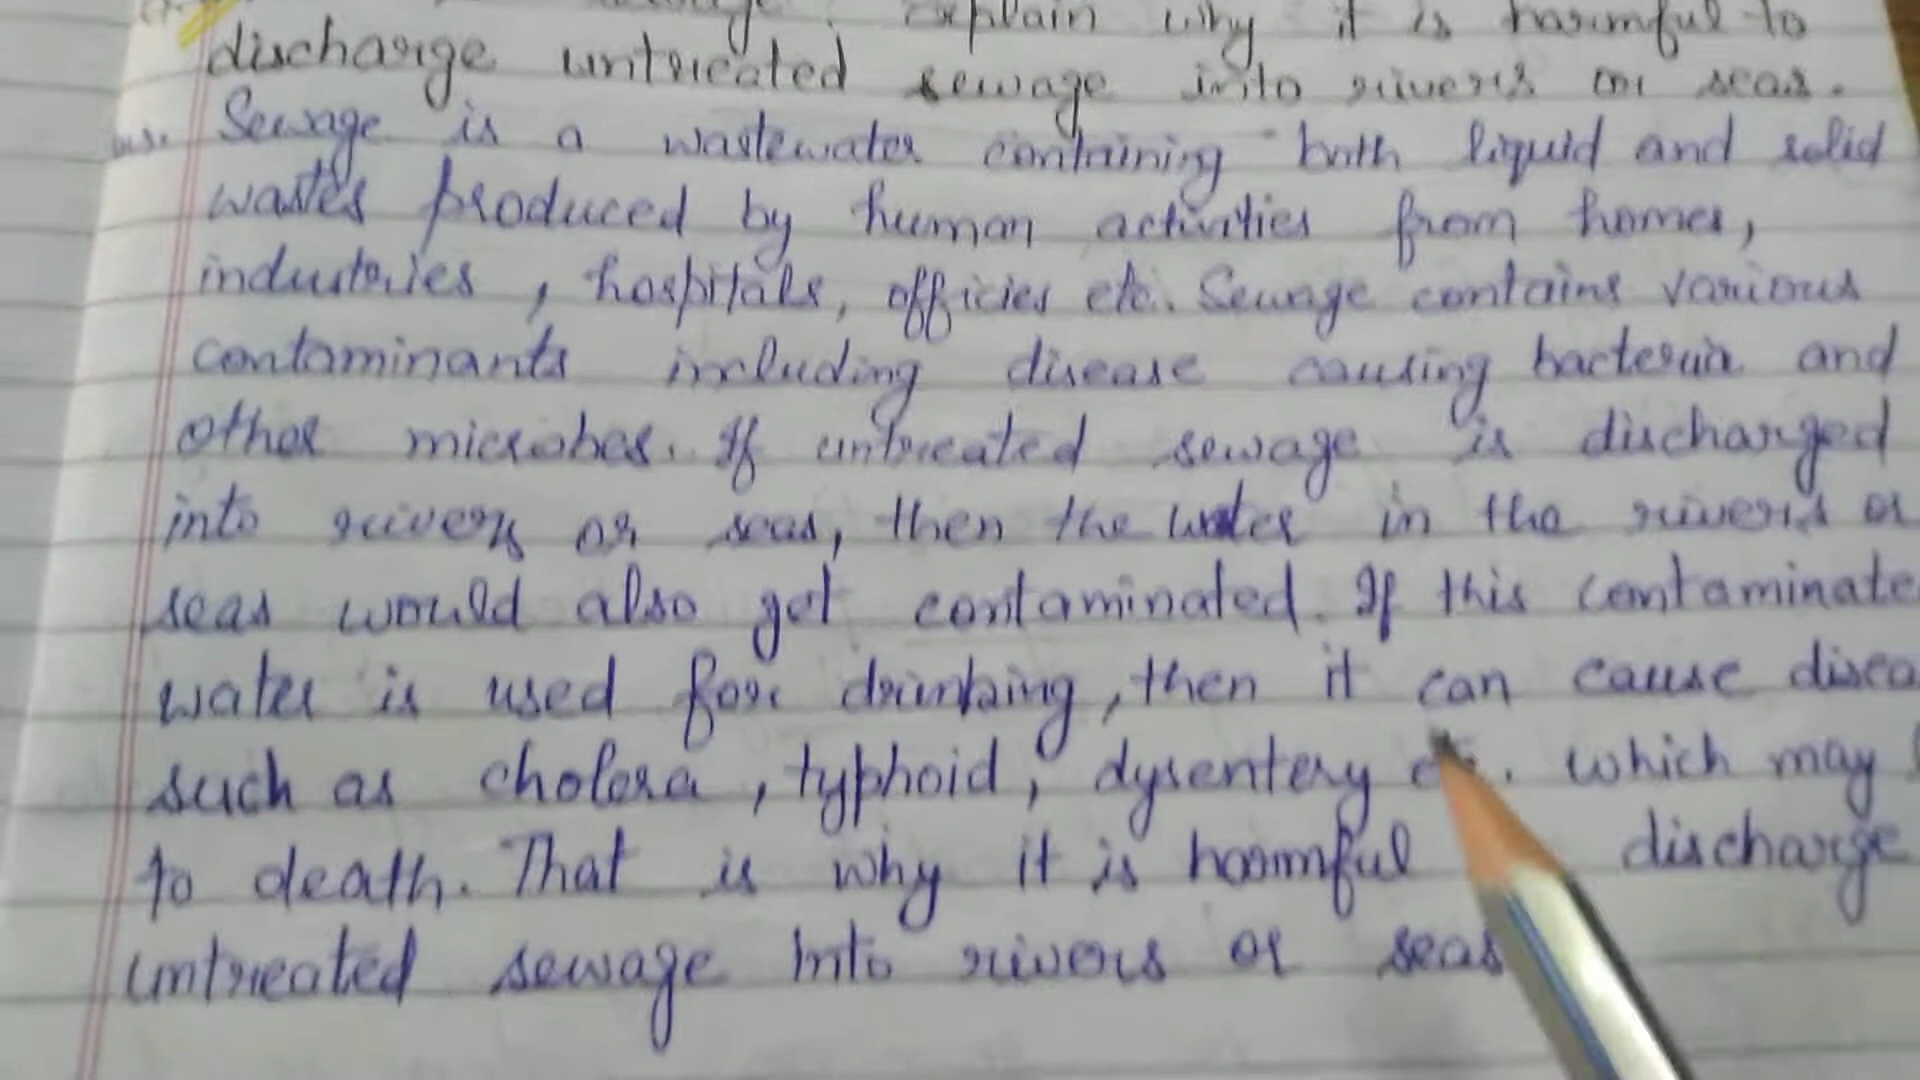 explain why it is harmful to
discharge untreated sewage into rivers or seas.
ans. Sewage is a wastewater containing both liquid and solid
wastes produced by human activities from homes,
industries, hospitals, officies etc. Sewage contains various
contaminants including disease causing bacteria and
other microbes. If untreated sewage is discharged
into rivers or seas, then the water in the rivers or
seas would also get contaminated. If this contaminate
water is used for drinking, then it can cause disea
such as cholera, typhoid, dysentery which may
to death. That is why it is harmful discharge
untreated sewage into rivers or seas